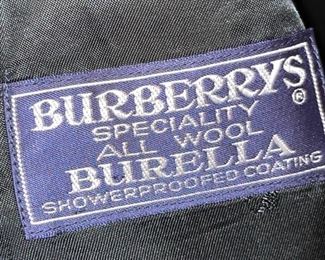 BURBERRYS®
SPECIALITY
ALL WOOL
BURELLA
SHOWERPROOFED COATING